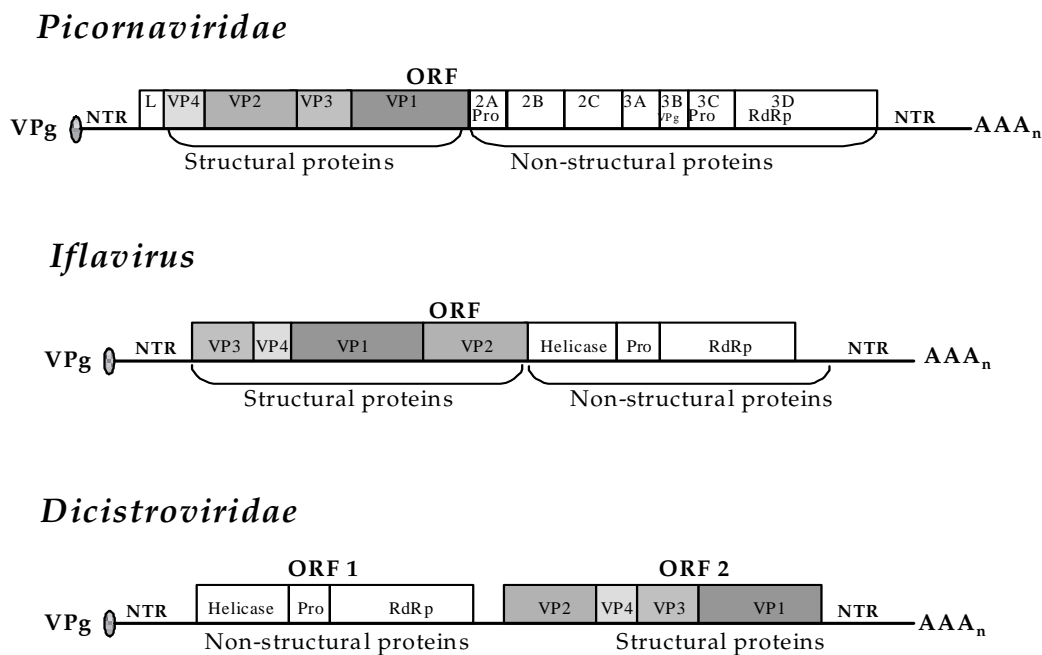 Picornaviridae
ORF
L VP4 VP2 VP3 VP1 2A Pro 2B 2C 3A 3B VPg 3C Pro 3D RdRp
VPg NTR NTR AAAn
Structural proteins Non-structural proteins
Iflavirus
ORF
VP3 VP4 VP1 VP2 Helicase Pro RdRp
VPg NTR NTR AAAn
Structural proteins Non-structural proteins
Dicistroviridae
ORF 1 ORF 2
Helicase Pro RdRp VP2 VP4 VP3 VP1
VPg NTR NTR AAAn
Non-structural proteins Structural proteins